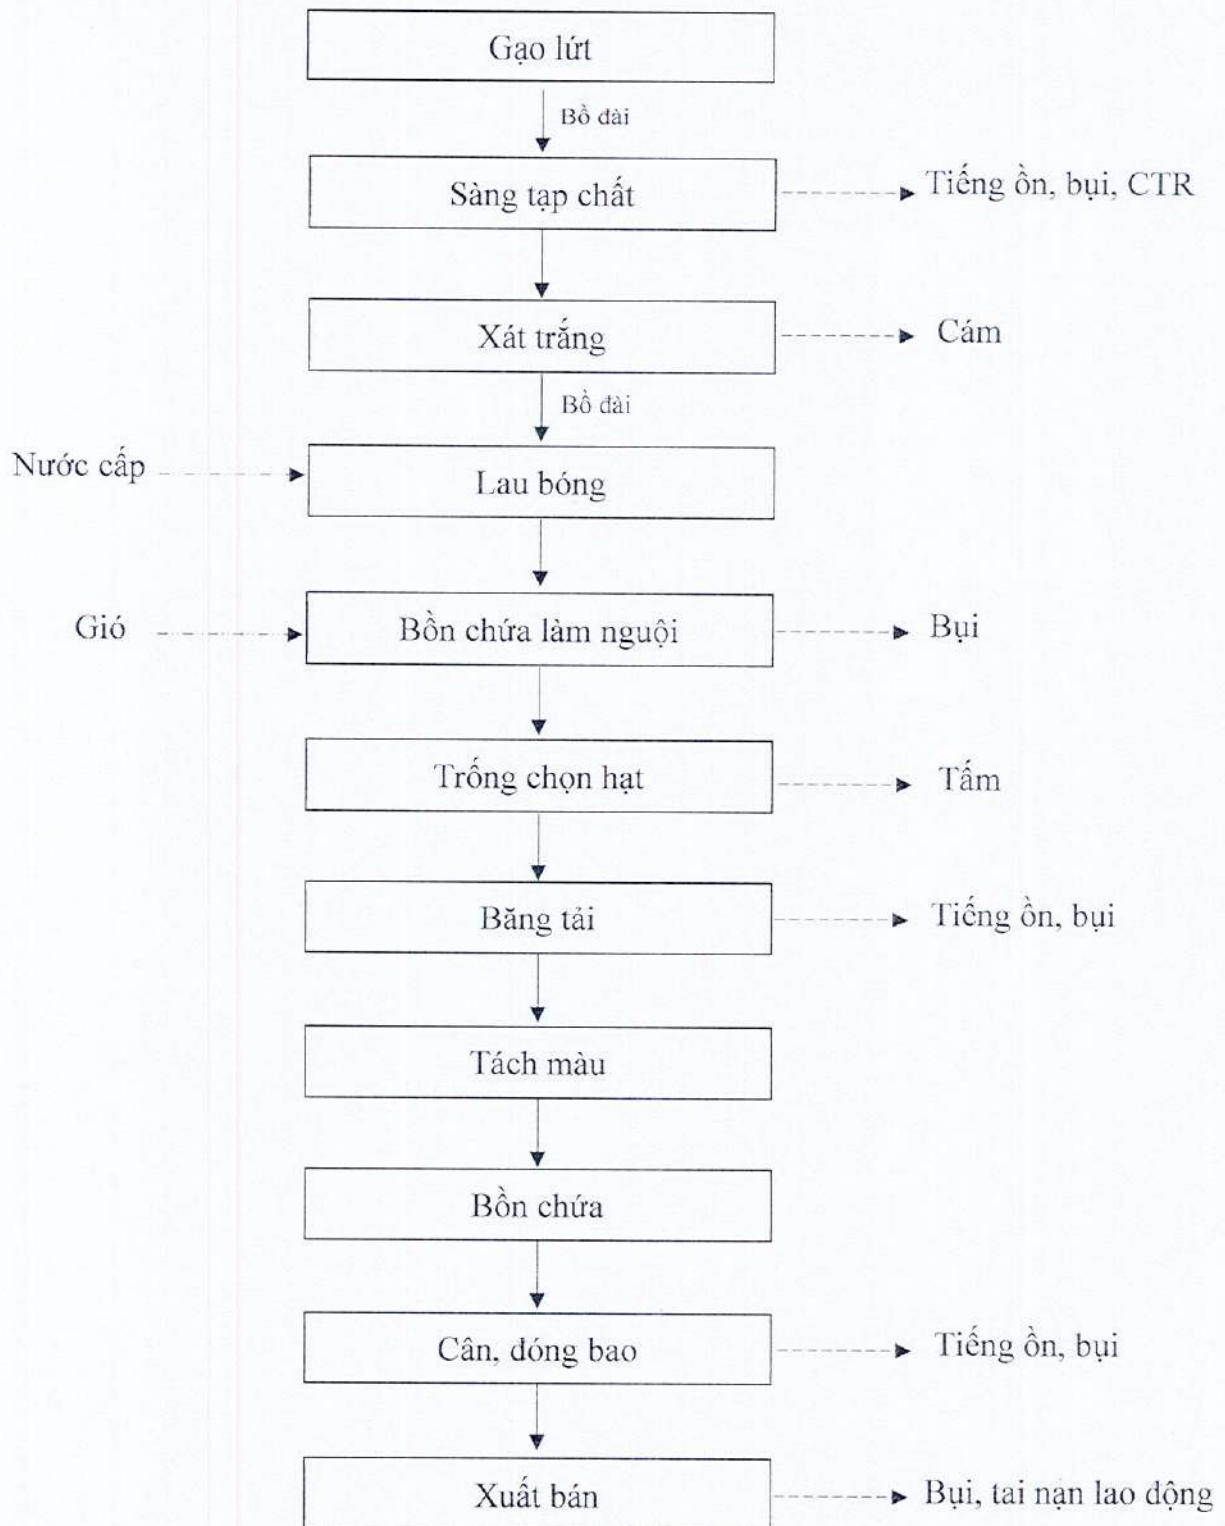 Gạo lứt
Bồ đài
Sàng tạp chất
Tiếng ồn, bụi, CTR
Xát trắng
Cám
Bồ đài
Nước cấp
Lau bóng
Gió
Bồn chứa làm nguội
Bụi
Trống chọn hạt
Tấm
Băng tải
Tiếng ồn, bụi
Tách màu
Bồn chứa
Cân, đóng bao
Tiếng ồn, bụi
Xuất bán
Bụi, tai nạn lao động